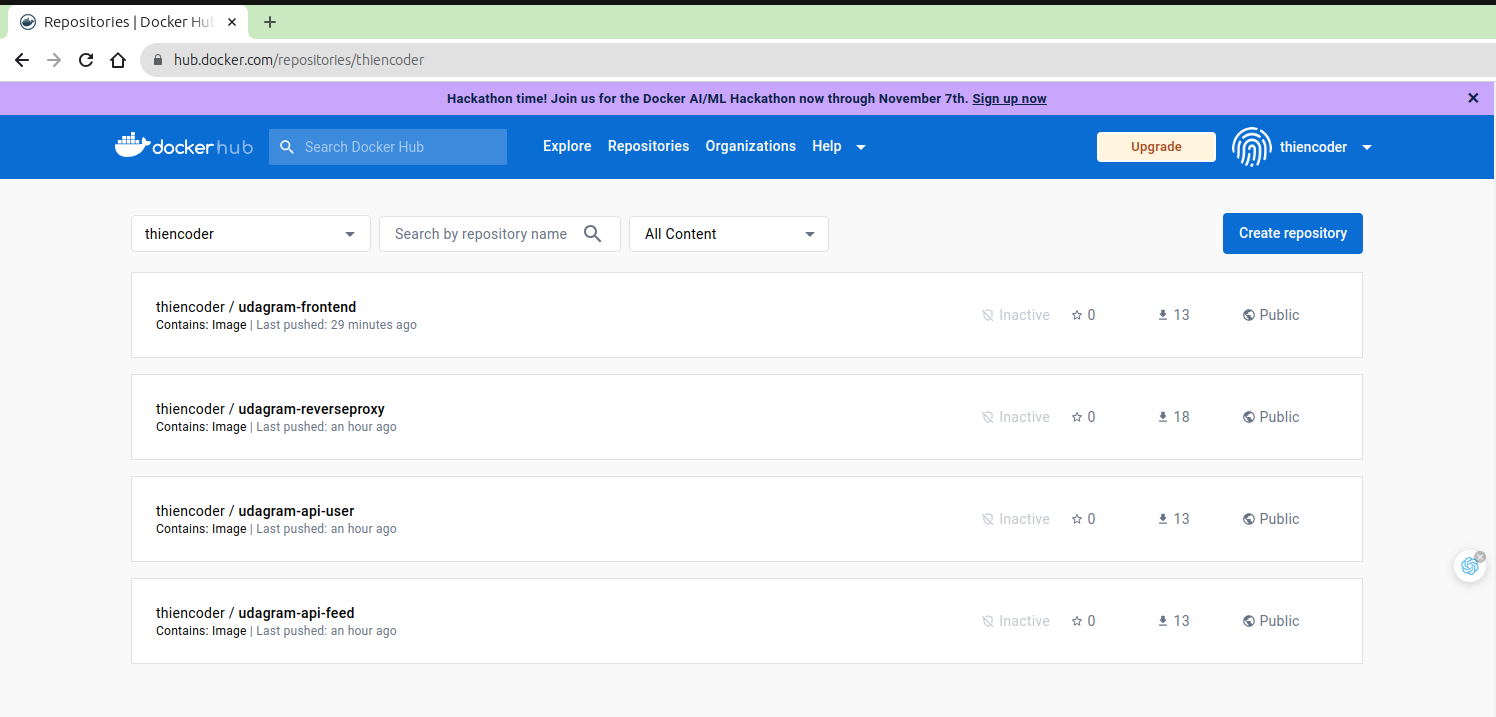 Repositories | Docker Hub
hub.docker.com/repositories/thiencoder
Hackathon time! Join us for the Docker AI/ML Hackathon now through November 7th. Sign up now
docker hub Search Docker Hub Explore Repositories Organizations Help Upgrade thiencoder
thiencoder Search by repository name All Content Create repository
thiencoder / udagram-frontend
Contains: Image | Last pushed: 29 minutes ago
Inactive 0 13 Public
thiencoder / udagram-reverseproxy
Contains: Image | Last pushed: an hour ago
Inactive 0 18 Public
thiencoder / udagram-api-user
Contains: Image | Last pushed: an hour ago
Inactive 0 13 Public
thiencoder / udagram-api-feed
Contains: Image | Last pushed: an hour ago
Inactive 0 13 Public